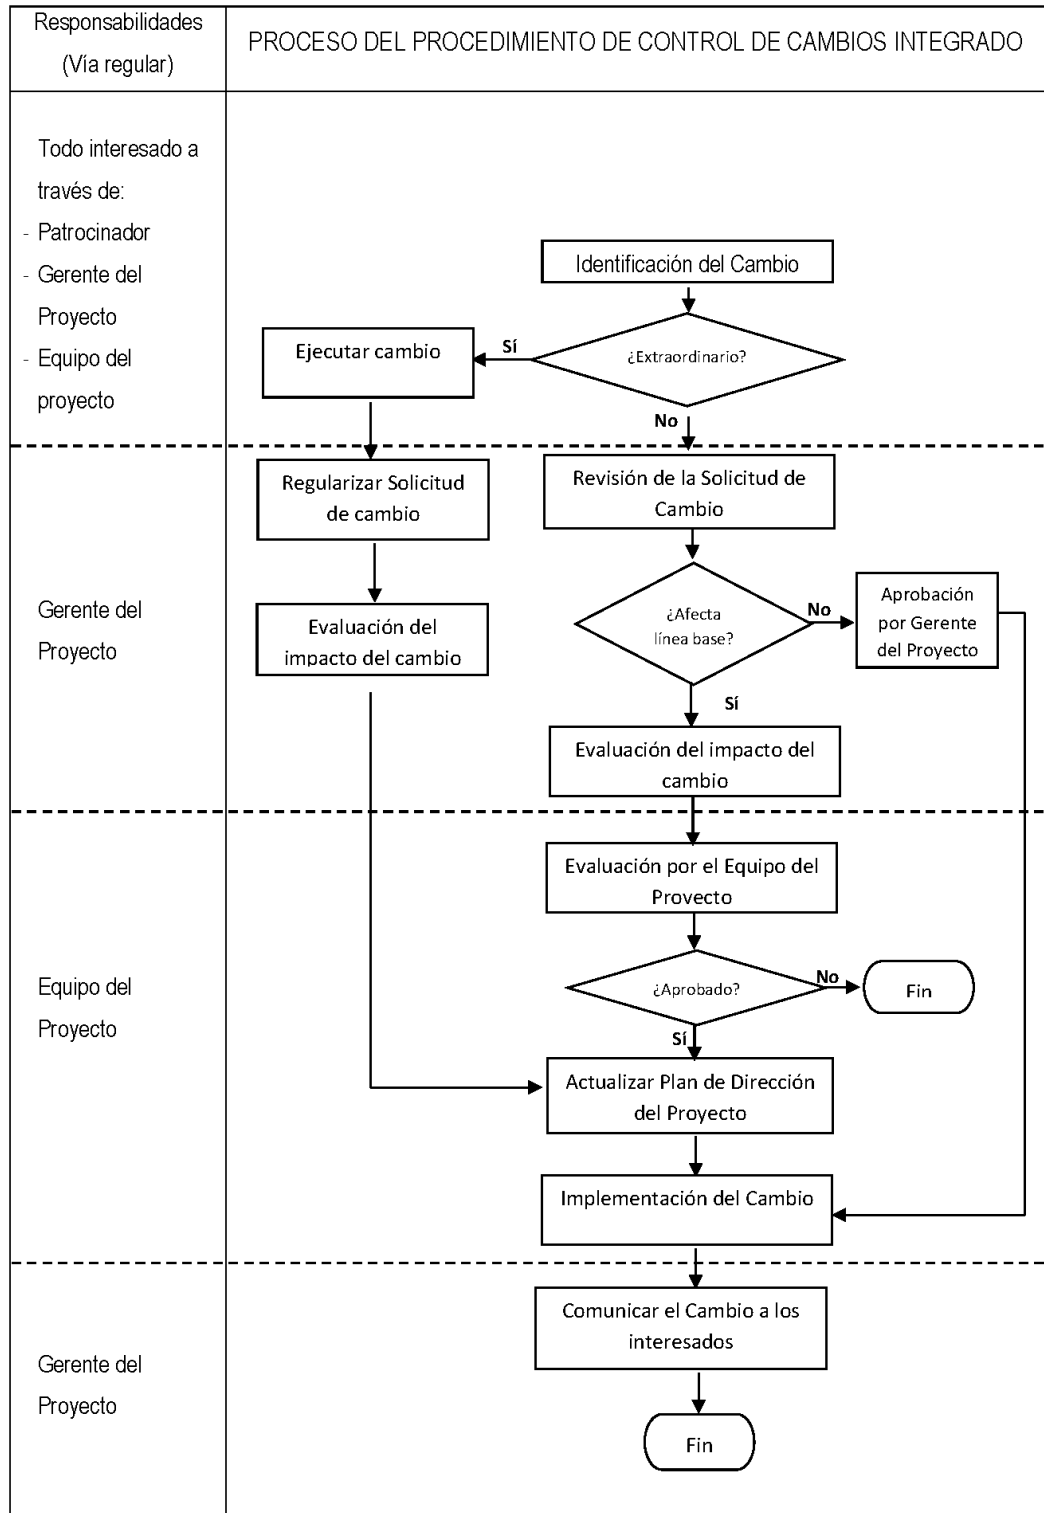 Responsabilidades
(Vía regular)
PROCESO DEL PROCEDIMIENTO DE CONTROL DE CAMBIOS INTEGRADO
Todo interesado a
través de:
- Patrocinador
- Gerente del
Proyecto
- Equipo del
proyecto
Identificación del Cambio
¿Extraordinario?
Sí
Ejecutar cambio
No
Gerente del
Proyecto
Regularizar Solicitud
de cambio
Evaluación del
impacto del cambio
Revisión de la Solicitud de
Cambio
¿Afecta
línea base?
No
Aprobación
por Gerente
del Proyecto
Sí
Evaluación del impacto del
cambio
Equipo del
Proyecto
Evaluación por el Equipo del
Proyecto
¿Aprobado?
No
Fin
Sí
Actualizar Plan de Dirección
del Proyecto
Implementación del Cambio
Gerente del
Proyecto
Comunicar el Cambio a los
interesados
Fin